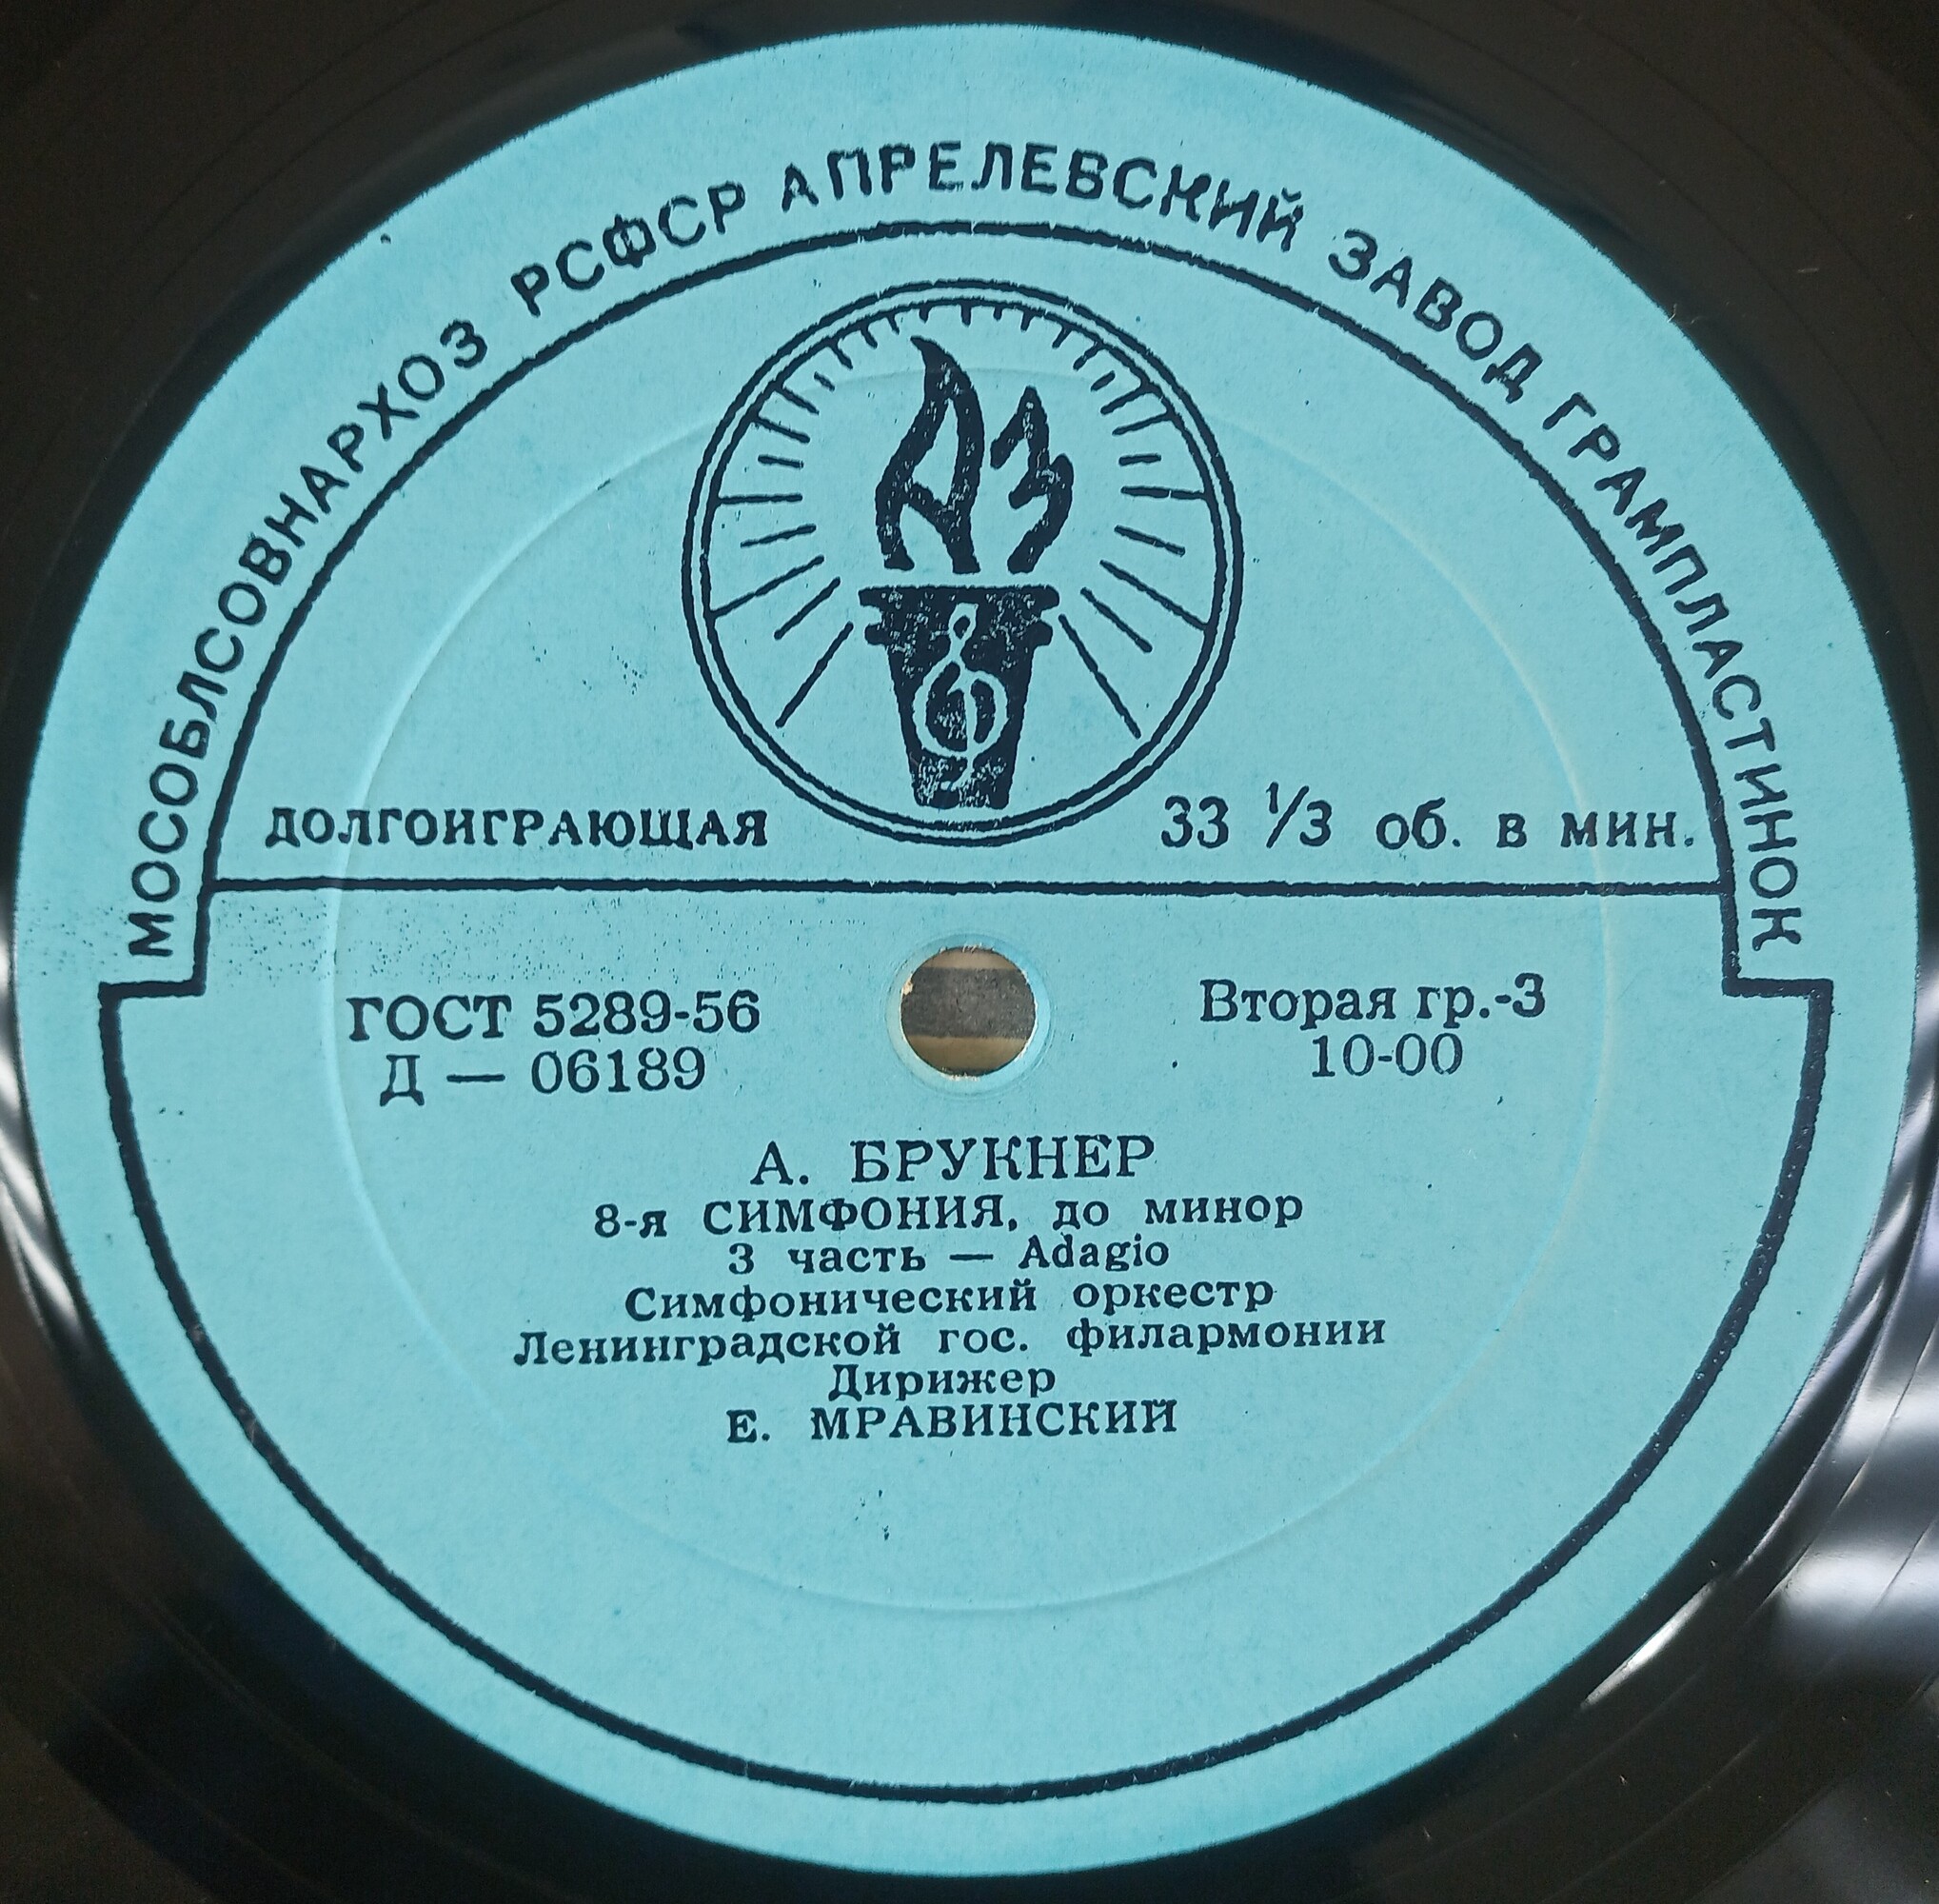 МОСОБЛСОВНАРХОЗ РСФСР АПРЕЛЕВСКИЙ ЗАВОД ГРАМПЛАСТИНОК
АЗ
ДОЛГОИГРАЮЩАЯ 33 1/3 об. в мин.
ГОСТ 5289-56 Вторая гр.-3
Д — 06189 10-00
А. БРУКНЕР
8-я СИМФОНИЯ, до минор
3 часть — Adagio
Симфонический оркестр
Ленинградской гос. филармонии
Дирижер
Е. МРАВИНСКИЙ